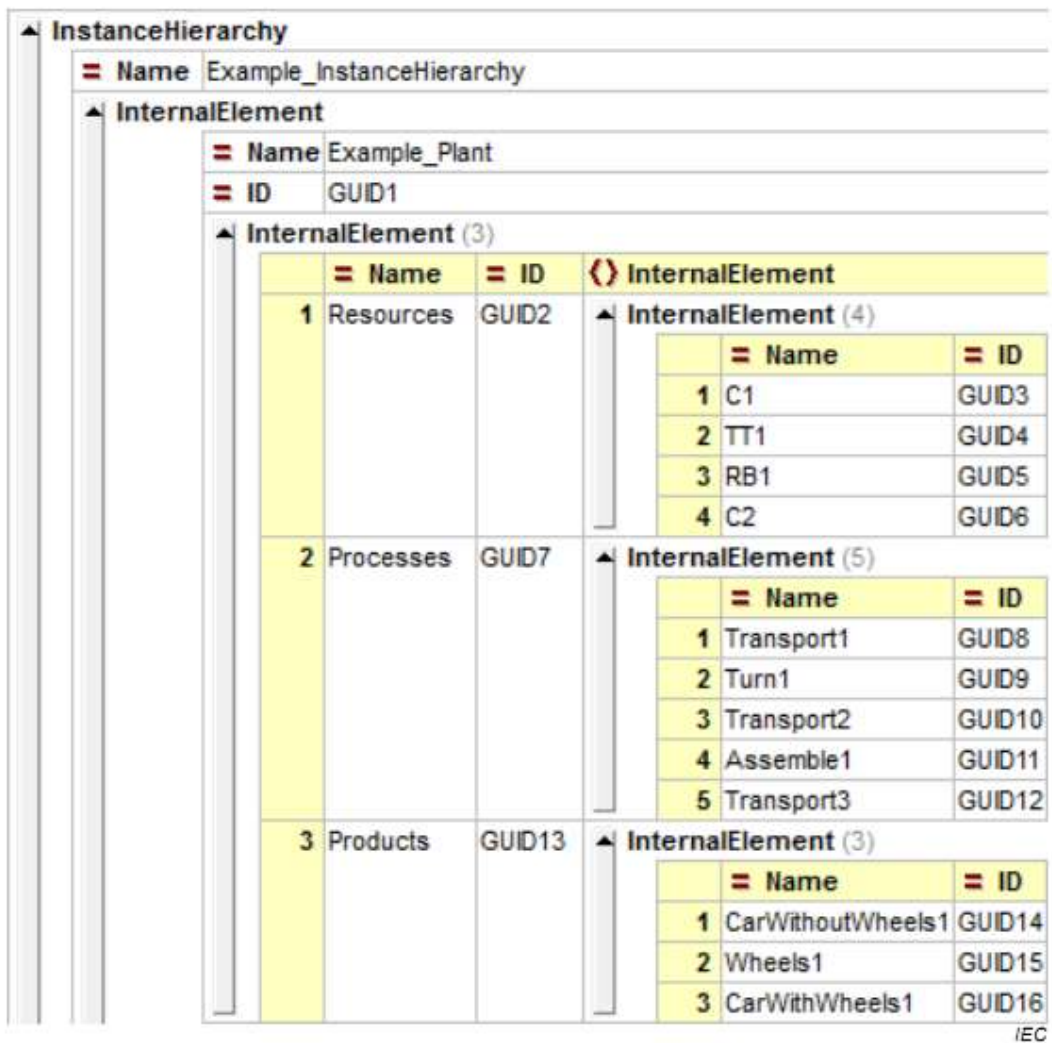 InstanceHierarchy
= Name Example_InstanceHierarchy
InternalElement
= Name Example_Plant
= ID GUID1
InternalElement (3)
= Name = ID {} InternalElement
1 Resources GUID2 InternalElement (4)
= Name = ID
1 C1 GUID3
2 TT1 GUID4
3 RB1 GUID5
4 C2 GUID6
2 Processes GUID7 InternalElement (5)
= Name = ID
1 Transport1 GUID8
2 Turn1 GUID9
3 Transport2 GUID10
4 Assemble1 GUID11
5 Transport3 GUID12
3 Products GUID13 InternalElement (3)
= Name = ID
1 CarWithoutWheels1 GUID14
2 Wheels1 GUID15
3 CarWithWheels1 GUID16
IEC